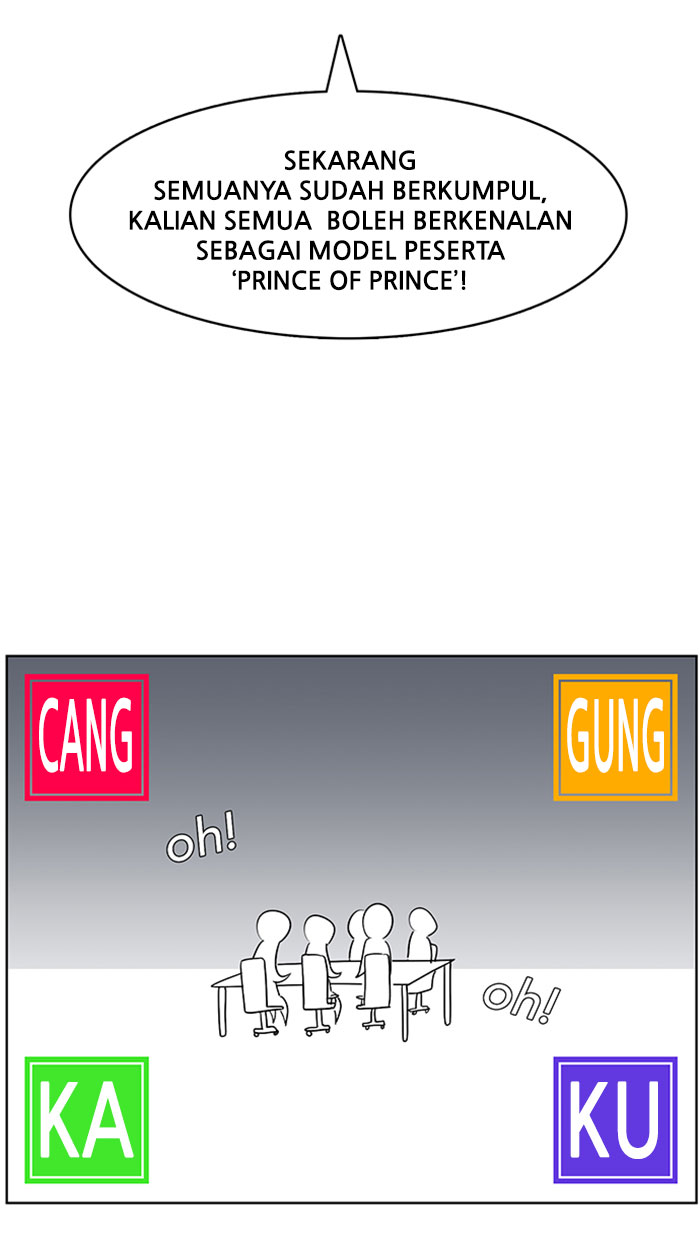 SEKARANG
SEMUANYA SUDAH BERKUMPUL,
KALIAN SEMUA BOLEH BERKENALAN
SEBAGAI MODEL PESERTA
‘PRINCE OF PRINCE’!
CANG
GUNG
oh!
oh!
KA
KU